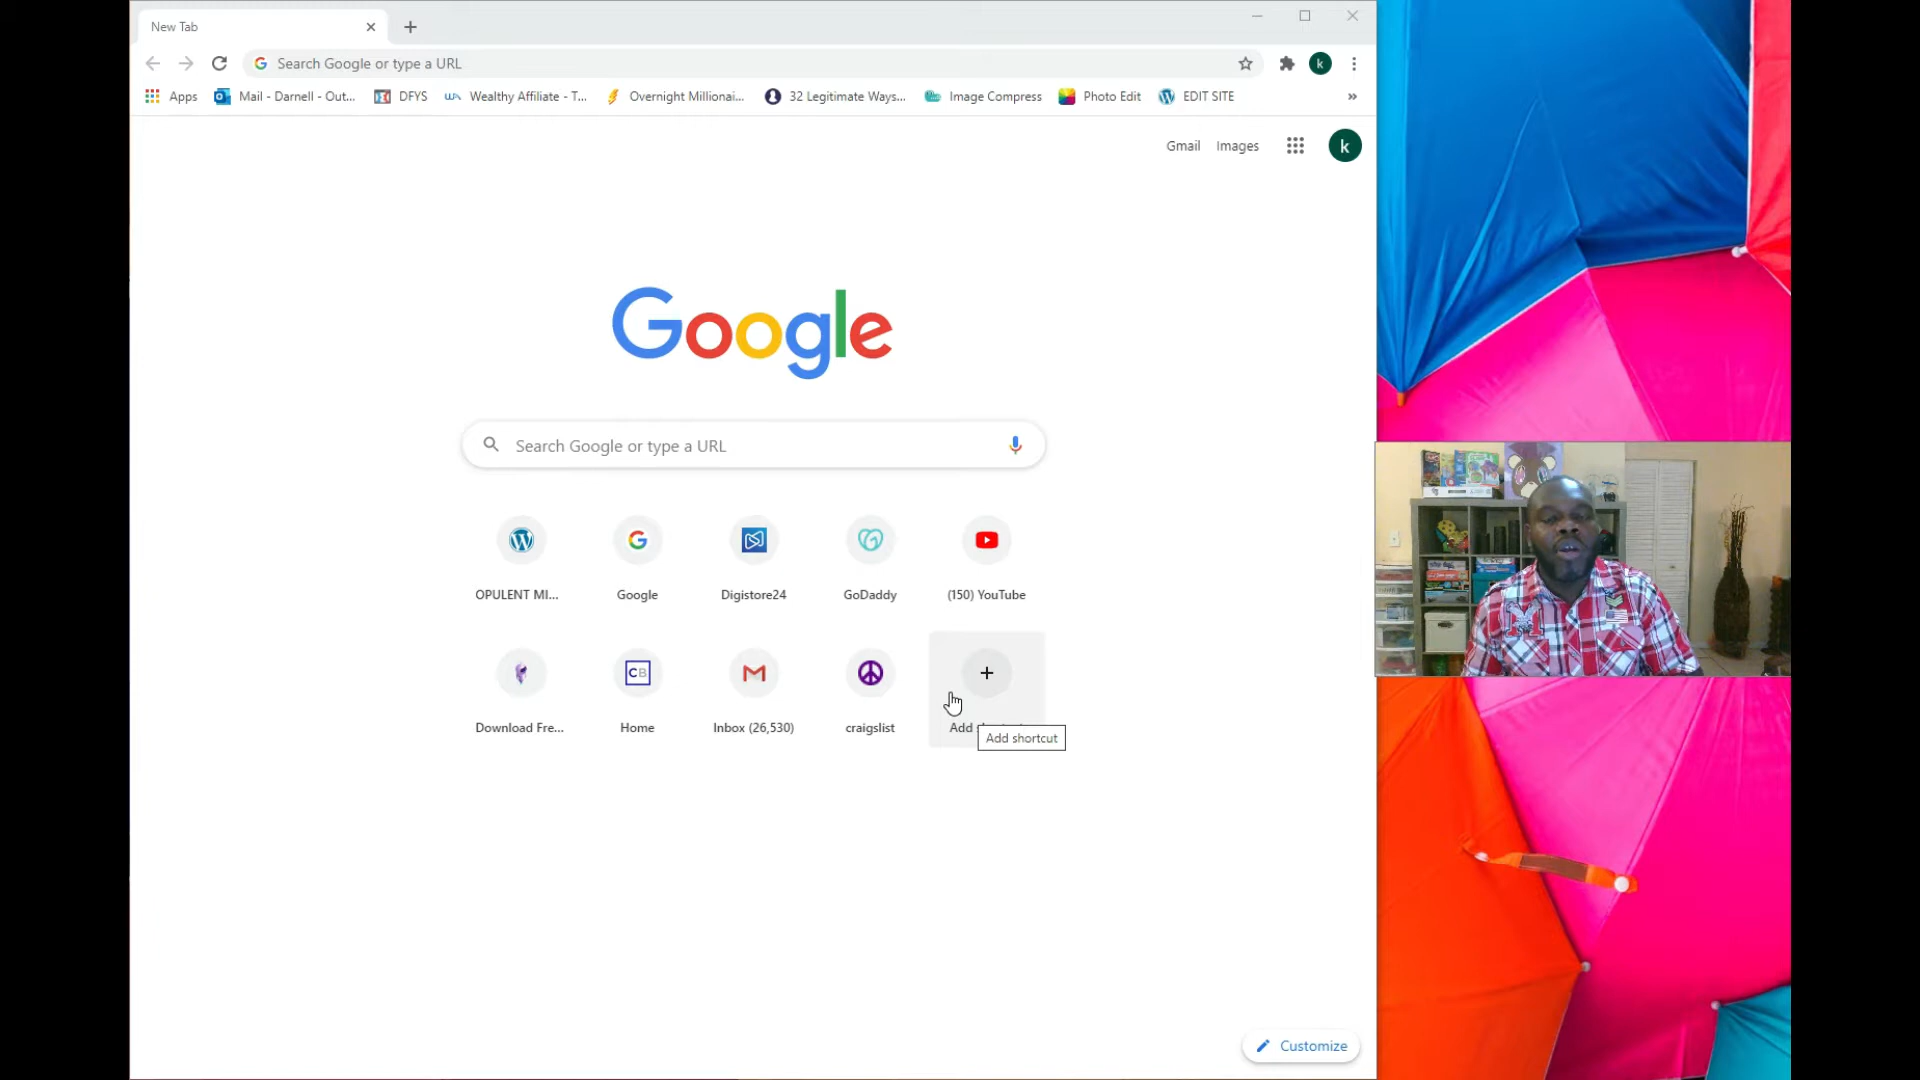 New Tab
Search Google or type a URL
k
Apps
Mail - Darnell - Out...
DFYS
Wealthy Affiliate - T...
Overnight Millionai...
32 Legitimate Ways...
Image Compress
Photo Edit
EDIT SITE
»
Gmail
Images
k
Google
Search Google or type a URL
OPULENT MI...
Google
Digistore24
GoDaddy
(150) YouTube
CB
Download Fre...
Home
Inbox (26,530)
craigslist
Add
Add shortcut
Customize